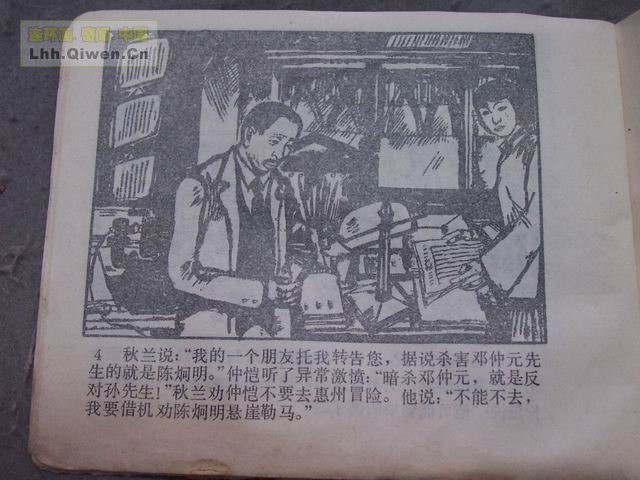 连环画，奇闻，中国
Lhh.Qiwen.Cn
4 秋兰说：“我的一个朋友托我转告您，据说杀害邓仲元先
生的就是陈炯明。”仲恺听了异常激愤：“暗杀邓仲元，就是反
对孙先生！”秋兰劝仲恺不要去惠州冒险。他说：“不能不去，
我要借机劝陈炯明悬崖勒马。”